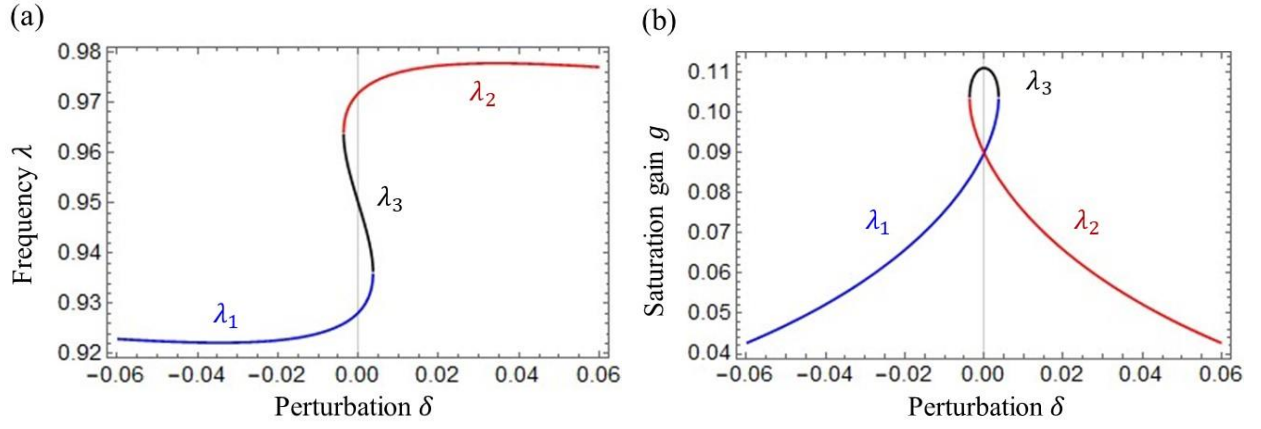 (a)
0.98
0.97
0.96
0.95
0.94
0.93
0.92
−0.06 −0.04 −0.02 0.00 0.02 0.04 0.06
Frequency λ
Perturbation δ
λ₂
λ₃
λ₁
(b)
0.11
0.10
0.09
0.08
0.07
0.06
0.05
0.04
−0.06 −0.04 −0.02 0.00 0.02 0.04 0.06
Saturation gain g
Perturbation δ
λ₃
λ₁
λ₂